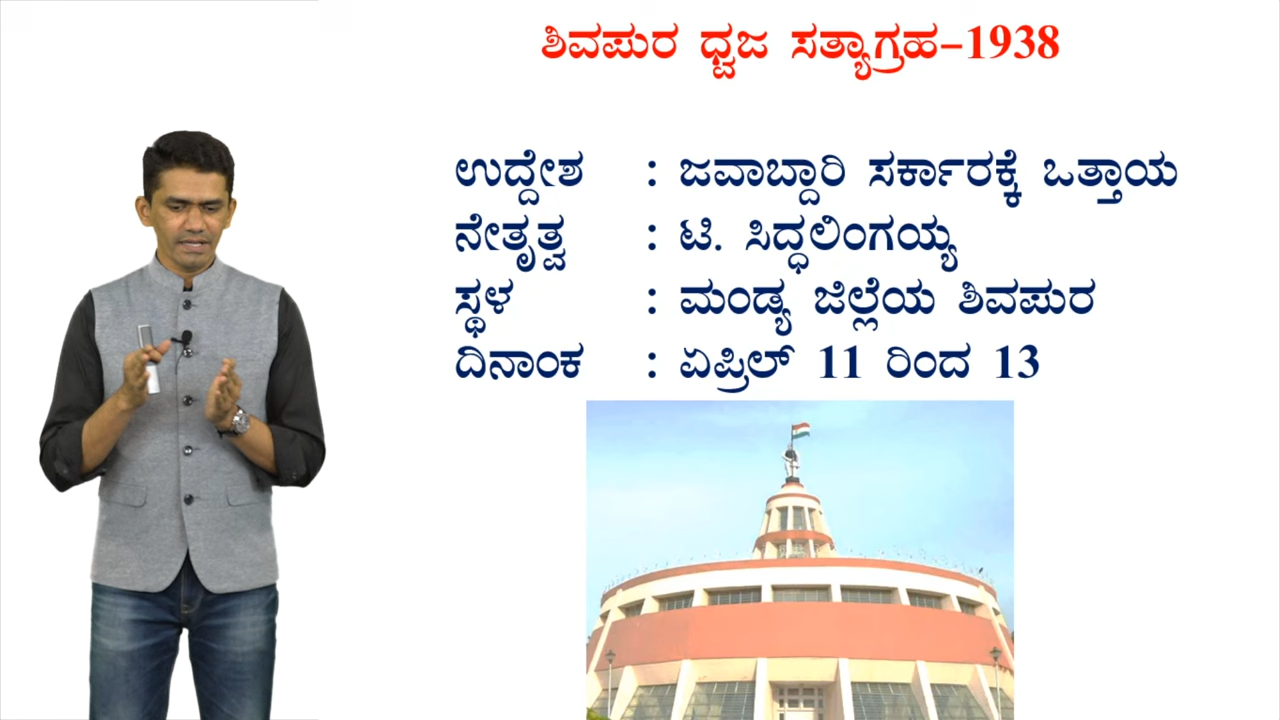 ಶಿವಪುರ ಧ್ವಜ ಸತ್ಯಾಗ್ರಹ-1938
ಉದ್ದೇಶ : ಜವಾಬ್ದಾರಿ ಸರ್ಕಾರಕ್ಕೆ ಒತ್ತಾಯ
ನೇತೃತ್ವ : ಟಿ. ಸಿದ್ಧಲಿಂಗಯ್ಯ
ಸ್ಥಳ : ಮಂಡ್ಯ ಜಿಲ್ಲೆಯ ಶಿವಪುರ
ದಿನಾಂಕ : ಏಪ್ರಿಲ್ 11 ರಿಂದ 13